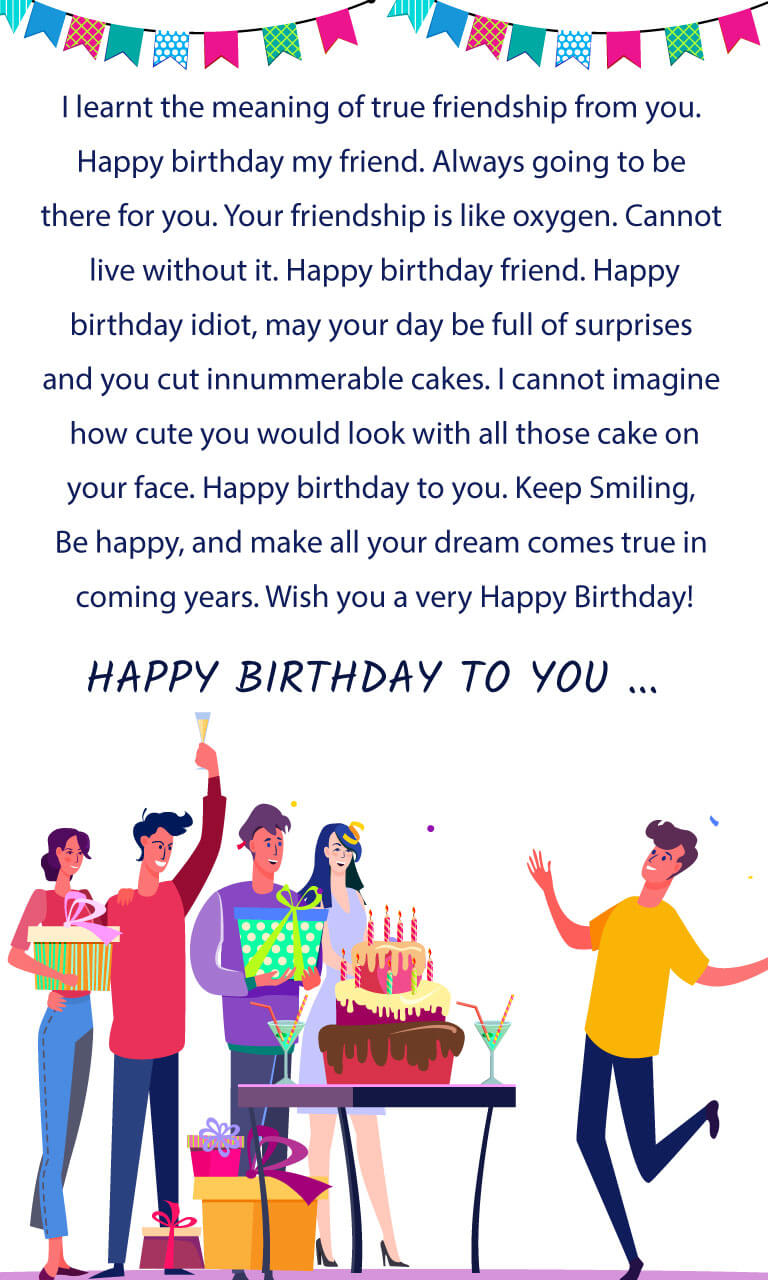 I learnt the meaning of true friendship from you.
Happy birthday my friend. Always going to be
there for you. Your friendship is like oxygen. Cannot
live without it. Happy birthday friend. Happy
birthday idiot, may your day be full of surprises
and you cut innummerable cakes. I cannot imagine
how cute you would look with all those cake on
your face. Happy birthday to you. Keep Smiling,
Be happy, and make all your dream comes true in
coming years. Wish you a very Happy Birthday!
HAPPY BIRTHDAY TO YOU ...